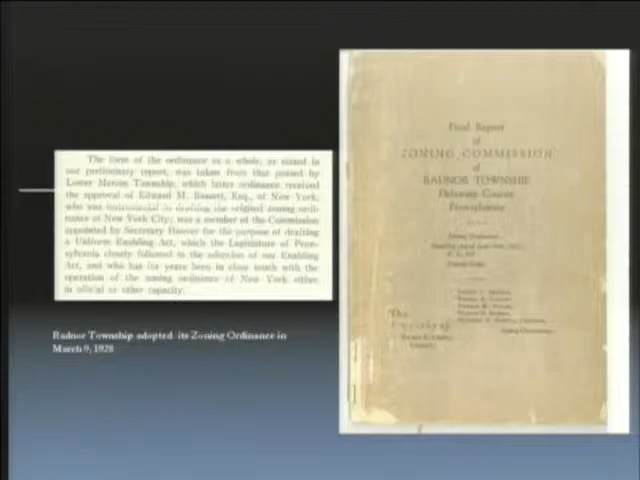 The form of the ordinance as a whole, as stated in
our preliminary report, was taken from that passed by
Lower Merion Township, which latter ordinance received
the approval of Edward M. Bassett, Esq., of New York,
who was instrumental in drafting the original zoning ordi-
nance of New York City; was a member of the Commission
appointed by Secretary Hoover for the purpose of drafting
a Uniform Enabling Act, which the Legislature of Penn-
sylvania closely followed in the adoption of our Enabling
Act, and who has for years been in close touch with the
operation of the zoning ordinance of New York either
in official or other capacity.
Radnor Township adopted its Zoning Ordinance in
March 9, 1928
Final Report
of
ZONING COMMISSION
of
RADNOR TOWNSHIP
Delaware County
Pennsylvania
Zoning Ordinance
The